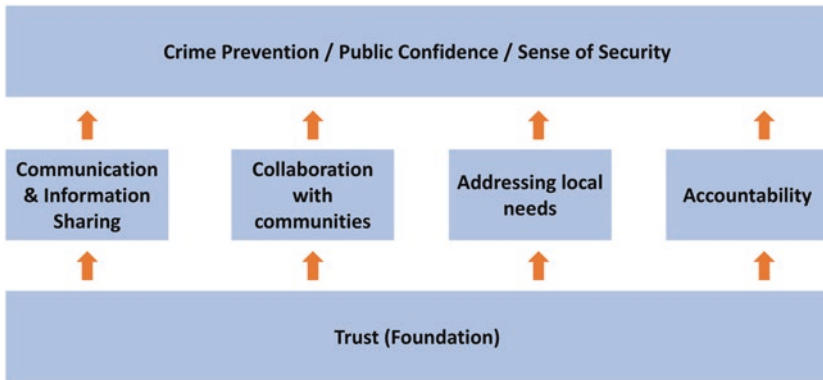 Crime Prevention / Public Confidence / Sense of Security
Communication
& Information
Sharing
Collaboration
with
communities
Addressing local
needs
Accountability
Trust (Foundation)